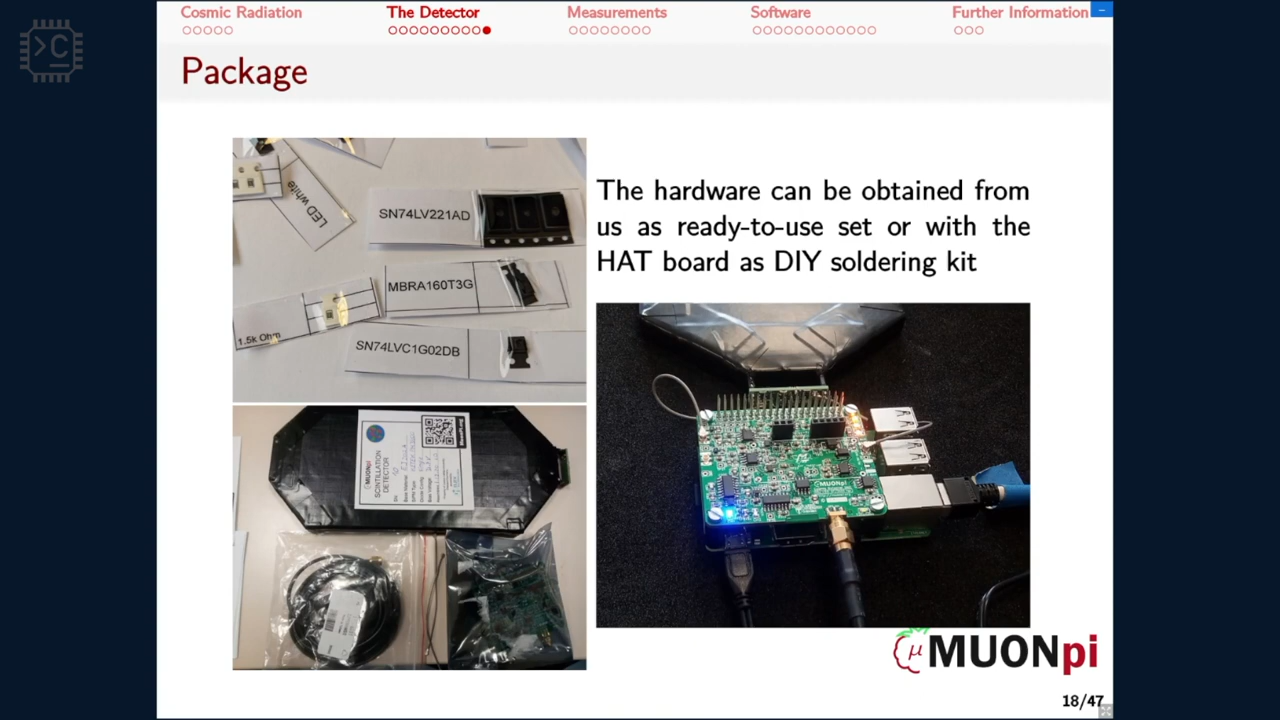 Cosmic Radiation
The Detector
Measurements
Software
Further Information
Package
LED white
SN74LV221AD
MBRA160T3G
1.5k Ohm
SN74LVC1G02DB
The hardware can be obtained from
us as ready-to-use set or with the
HAT board as DIY soldering kit
MUONpi
SCINTILLATION
DETECTOR
MUONpi
μMUONpi
18/47